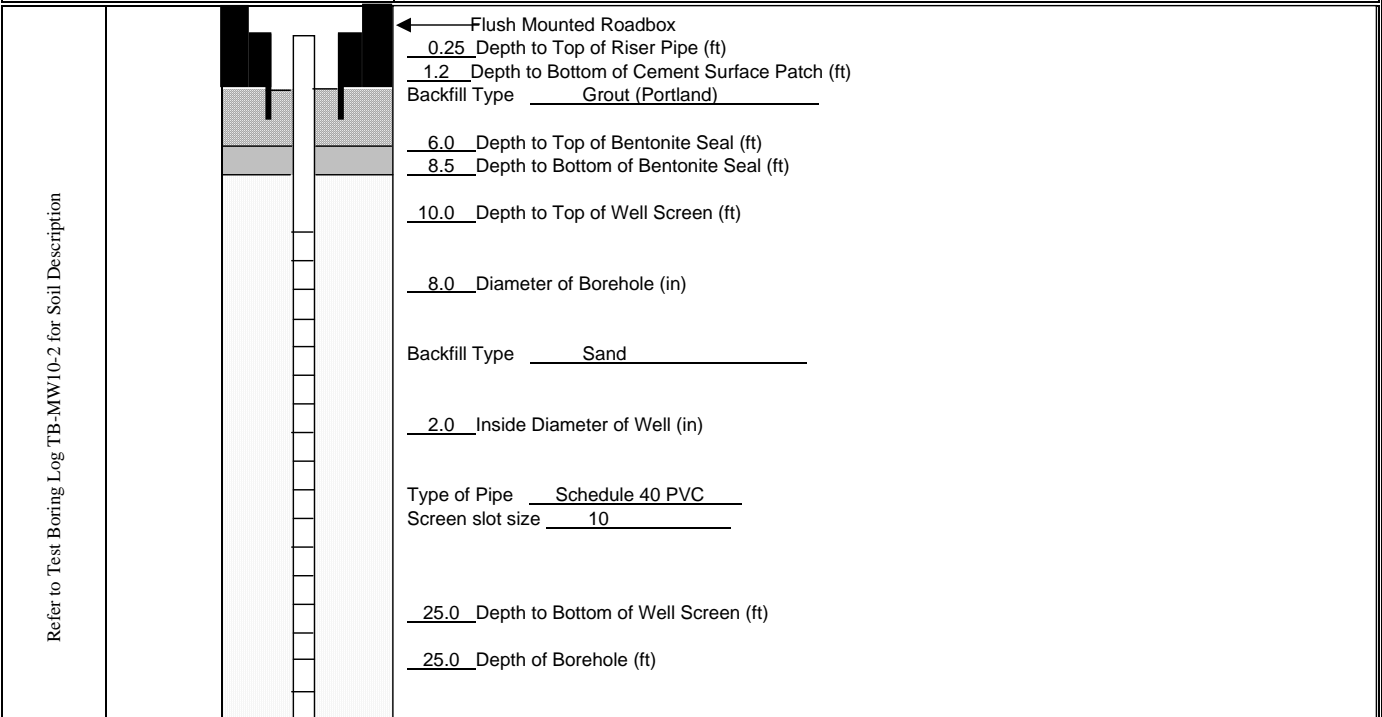 Refer to Test Boring Log TB-MW10-2 for Soil Description
Flush Mounted Roadbox
0.25 Depth to Top of Riser Pipe (ft)
1.2 Depth to Bottom of Cement Surface Patch (ft)
Backfill Type Grout (Portland)
6.0 Depth to Top of Bentonite Seal (ft)
8.5 Depth to Bottom of Bentonite Seal (ft)
10.0 Depth to Top of Well Screen (ft)
8.0 Diameter of Borehole (in)
Backfill Type Sand
2.0 Inside Diameter of Well (in)
Type of Pipe Schedule 40 PVC
Screen slot size 10
25.0 Depth to Bottom of Well Screen (ft)
25.0 Depth of Borehole (ft)